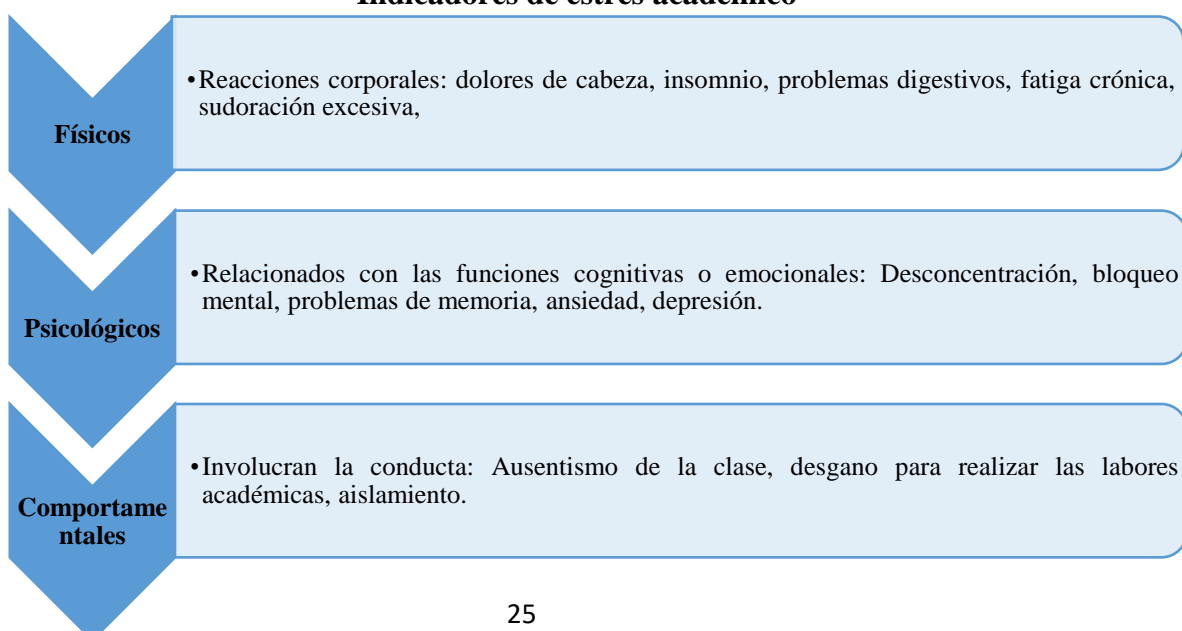 Indicadores de estrés académico
•Reacciones corporales: dolores de cabeza, insomnio, problemas digestivos, fatiga crónica,
sudoración excesiva,
Físicos
•Relacionados con las funciones cognitivas o emocionales: Desconcentración, bloqueo
mental, problemas de memoria, ansiedad, depresión.
Psicológicos
•Involucran la conducta: Ausentismo de la clase, desgano para realizar las labores
académicas, aislamiento.
Comportame
ntales
25